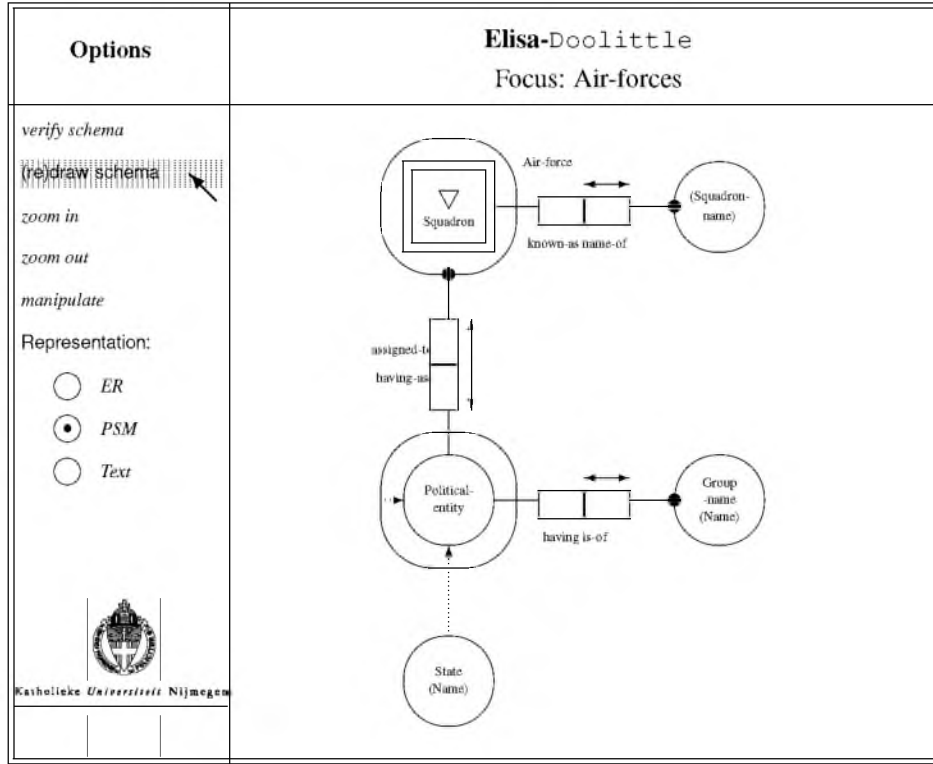 Options
Elisa-Doolittle
Focus: Air-forces
verify schema
(re)draw schema
zoom in
zoom out
manipulate
Representation:
ER
PSM
Text
Katholieke Universiteit Nijmegen
Air-force
Squadron
(Squadron-
name)
known-as name-of
assigned-to
having-as
Political-
entity
Group
-name
(Name)
having is-of
State
(Name)